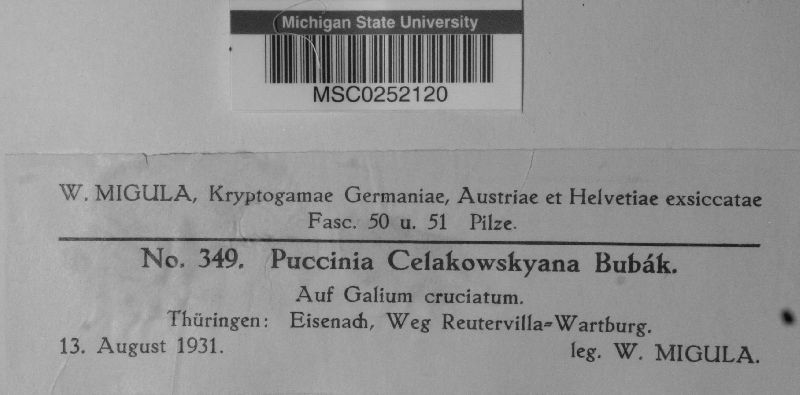 Michigan State University
MSC0252120
W. MIGULA, Kryptogamae Germaniae, Austriae et Helvetiae exsiccatae
Fasc. 50 u. 51 Pilze.
No. 349. Puccinia Celakowskyana Bubák.
Auf Galium cruciatum.
Thüringen: Eisenach, Weg Reutervilla-Wartburg.
13. August 1931. leg. W. MIGULA.